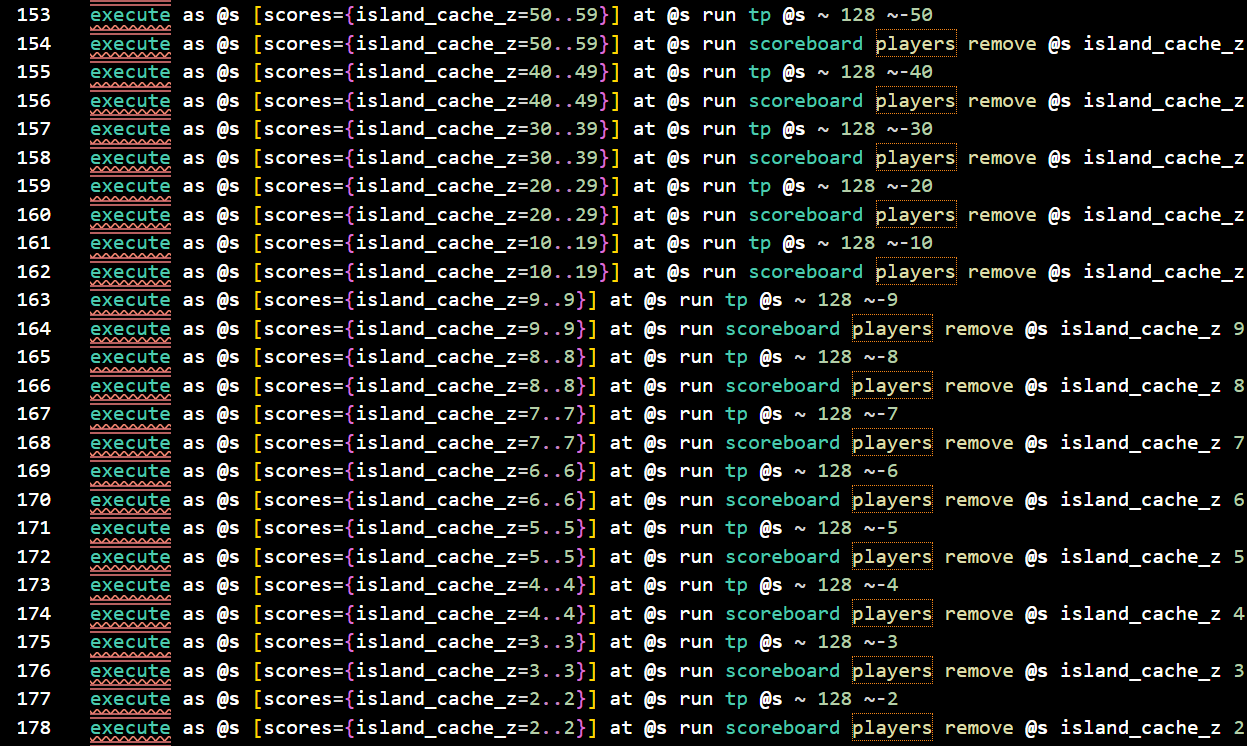 153 execute as @s [scores={island_cache_z=50..59}] at @s run tp @s ~ 128 ~-50
154 execute as @s [scores={island_cache_z=50..59}] at @s run scoreboard players remove @s island_cache_z
155 execute as @s [scores={island_cache_z=40..49}] at @s run tp @s ~ 128 ~-40
156 execute as @s [scores={island_cache_z=40..49}] at @s run scoreboard players remove @s island_cache_z
157 execute as @s [scores={island_cache_z=30..39}] at @s run tp @s ~ 128 ~-30
158 execute as @s [scores={island_cache_z=30..39}] at @s run scoreboard players remove @s island_cache_z
159 execute as @s [scores={island_cache_z=20..29}] at @s run tp @s ~ 128 ~-20
160 execute as @s [scores={island_cache_z=20..29}] at @s run scoreboard players remove @s island_cache_z
161 execute as @s [scores={island_cache_z=10..19}] at @s run tp @s ~ 128 ~-10
162 execute as @s [scores={island_cache_z=10..19}] at @s run scoreboard players remove @s island_cache_z
163 execute as @s [scores={island_cache_z=9..9}] at @s run tp @s ~ 128 ~-9
164 execute as @s [scores={island_cache_z=9..9}] at @s run scoreboard players remove @s island_cache_z 9
165 execute as @s [scores={island_cache_z=8..8}] at @s run tp @s ~ 128 ~-8
166 execute as @s [scores={island_cache_z=8..8}] at @s run scoreboard players remove @s island_cache_z 8
167 execute as @s [scores={island_cache_z=7..7}] at @s run tp @s ~ 128 ~-7
168 execute as @s [scores={island_cache_z=7..7}] at @s run scoreboard players remove @s island_cache_z 7
169 execute as @s [scores={island_cache_z=6..6}] at @s run tp @s ~ 128 ~-6
170 execute as @s [scores={island_cache_z=6..6}] at @s run scoreboard players remove @s island_cache_z 6
171 execute as @s [scores={island_cache_z=5..5}] at @s run tp @s ~ 128 ~-5
172 execute as @s [scores={island_cache_z=5..5}] at @s run scoreboard players remove @s island_cache_z 5
173 execute as @s [scores={island_cache_z=4..4}] at @s run tp @s ~ 128 ~-4
174 execute as @s [scores={island_cache_z=4..4}] at @s run scoreboard players remove @s island_cache_z 4
175 execute as @s [scores={island_cache_z=3..3}] at @s run tp @s ~ 128 ~-3
176 execute as @s [scores={island_cache_z=3..3}] at @s run scoreboard players remove @s island_cache_z 3
177 execute as @s [scores={island_cache_z=2..2}] at @s run tp @s ~ 128 ~-2
178 execute as @s [scores={island_cache_z=2..2}] at @s run scoreboard players remove @s island_cache_z 2